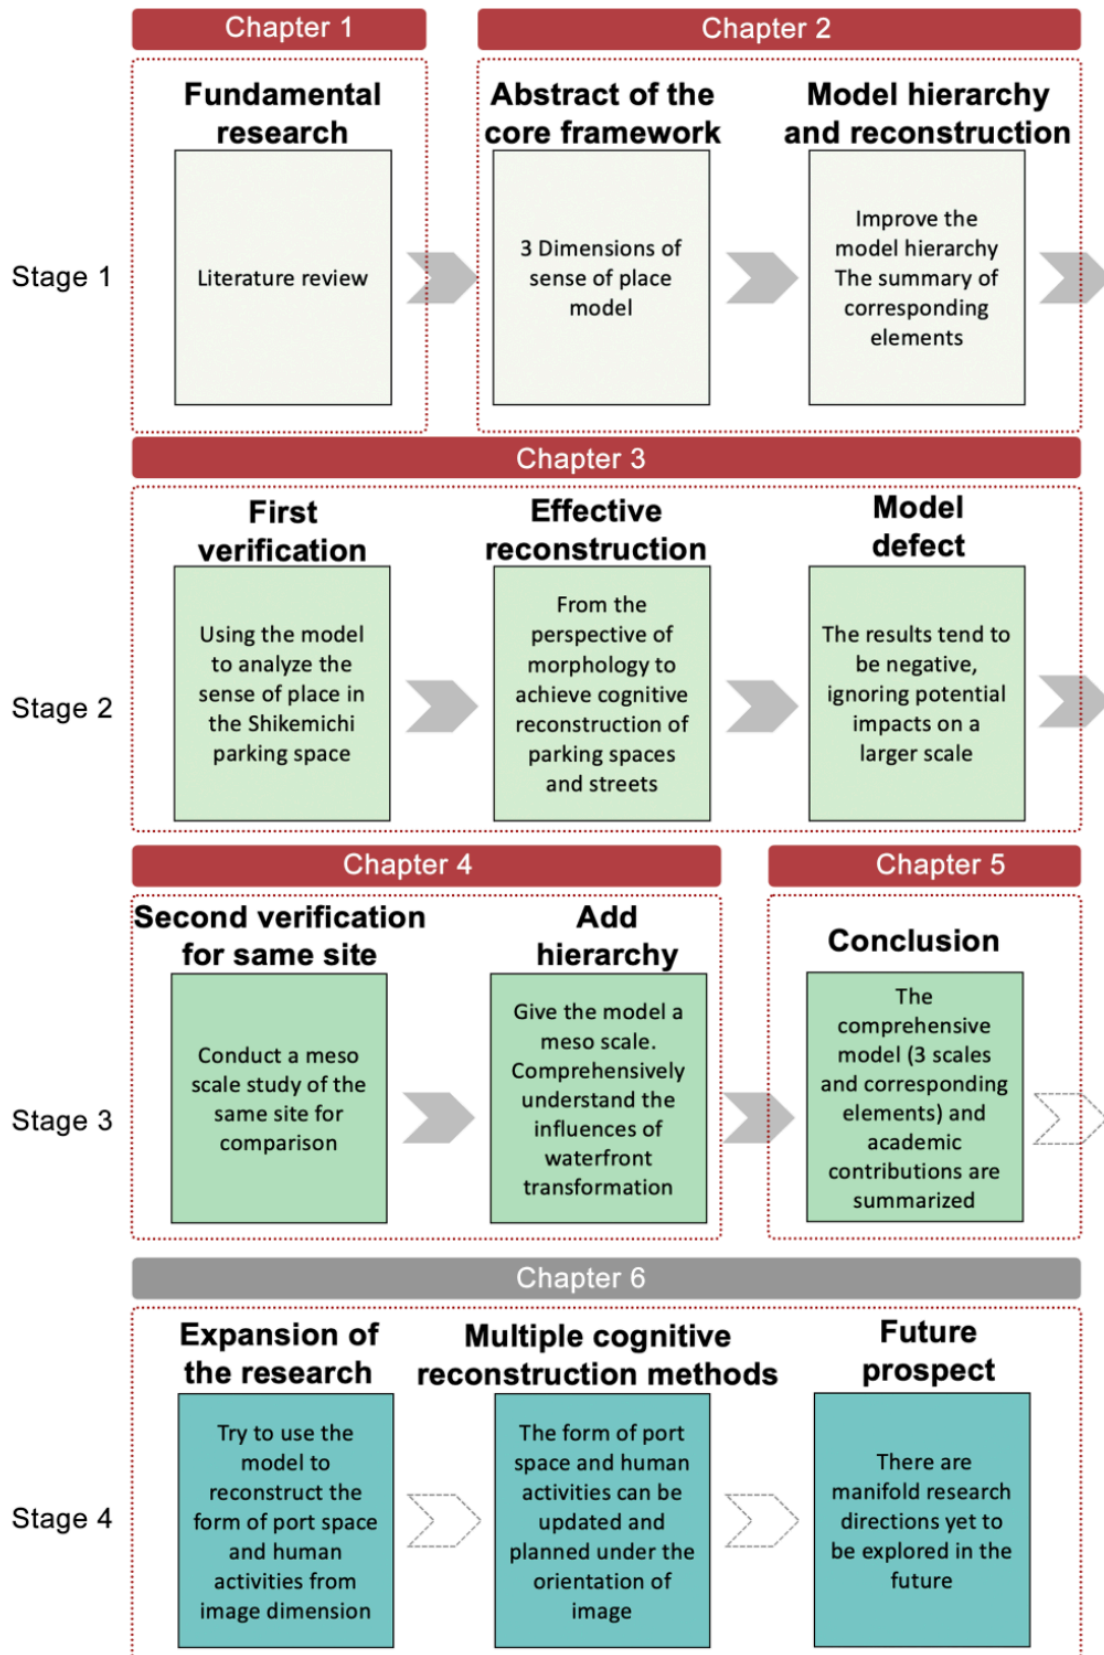 Chapter 1
Chapter 2
Fundamental
research
Abstract of the
core framework
Model hierarchy
and reconstruction
Stage 1
Literature review
3 Dimensions of
sense of place
model
Improve the
model hierarchy
The summary of
corresponding
elements
Chapter 3
First
verification
Effective
reconstruction
Model
defect
Stage 2
Using the model
to analyze the
sense of place in
the Shikemichi
parking space
From the
perspective of
morphology to
achieve cognitive
reconstruction of
parking spaces
and streets
The results tend to
be negative,
ignoring potential
impacts on a
larger scale
Chapter 4
Chapter 5
Second verification
for same site
Add
hierarchy
Conclusion
Stage 3
Conduct a meso
scale study of the
same site for
comparison
Give the model a
meso scale.
Comprehensively
understand the
influences of
waterfront
transformation
The
comprehensive
model (3 scales
and corresponding
elements) and
academic
contributions are
summarized
Chapter 6
Expansion of
the research
Multiple cognitive
reconstruction methods
Future
prospect
Stage 4
Try to use the
model to
reconstruct the
form of port space
and human
activities from
image dimension
The form of port
space and human
activities can be
updated and
planned under the
orientation of
image
There are
manifold research
directions yet to
be explored in the
future